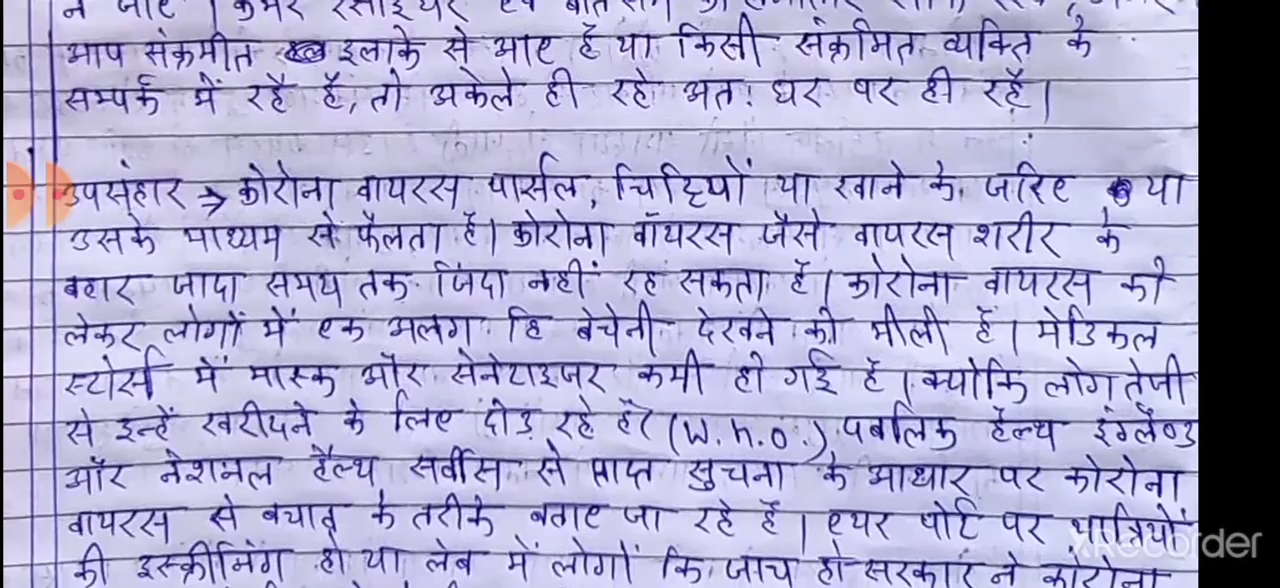 आप संक्रमीत इलाके से आए हैं या किसी संक्रमित व्यक्ति के
सम्पर्क में रहै हैं, तो अकेले ही रहे अतः घर पर ही रहैं।
उपसंहार → कोरोना वायरस पार्सल, चिट्टियों या खाने के जरिए या
उसके माध्यम से फैलता हैं। कोरोना वॉयरस जैसे वायरस शरीर के
बहार जादा समय तक जिंदा नहीं रह सकता हैं। कोरोना वायरस को
लेकर लोगों में एक अलग हि बेचेनी देखने को मीली हैं। मेडिकल
स्टोर्स में मास्क और सेनेटाइजर कमी हो गई हैं। क्योकि लोग तेजी
से इन्हें खरीदने के लिए दौड़ रहे हैं (W.h.o.) पबलिक हैल्थ इंग्लैण्ड
और नेशनल हैल्थ सर्वीस से प्राप्त सुचना के आधार पर कोरोना
वायरस से बचाव के तरीके बताए जा रहे हैं। एयर पोर्ट पर यात्रियों
की इस्क्रीमिंग हो या लेब में लोगों कि जाच हो सरकार ने कोरोना
XRecorder